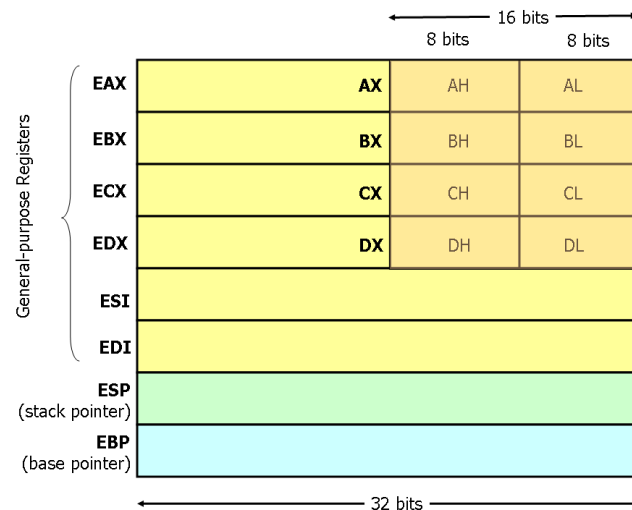 16 bits
8 bits 8 bits
EAX AX AH AL
EBX BX BH BL
ECX CX CH CL
EDX DX DH DL
General-purpose Registers
ESI
EDI
ESP
(stack pointer)
EBP
(base pointer)
32 bits